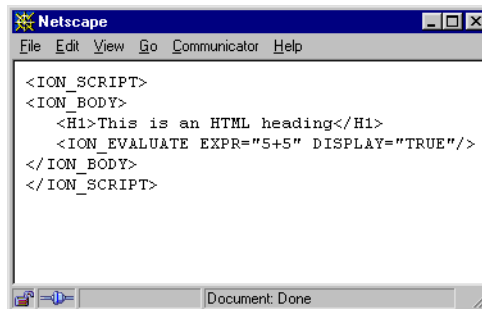 Netscape
File Edit View Go Communicator Help
<ION_SCRIPT>
<ION_BODY>
<H1>This is an HTML heading</H1>
<ION_EVALUATE EXPR="5+5" DISPLAY="TRUE"/>
</ION_BODY>
</ION_SCRIPT>
Document: Done